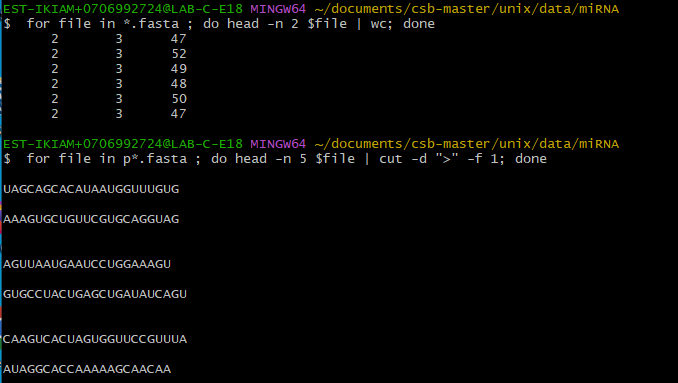 EST-IKIAM+0706992724@LAB-C-E18 MINGW64 ~/documents/csb-master/unix/data/miRNA
$ for file in *.fasta ; do head -n 2 $file | wc; done
2 3 47
2 3 52
2 3 49
2 3 48
2 3 50
2 3 47
EST-IKIAM+0706992724@LAB-C-E18 MINGW64 ~/documents/csb-master/unix/data/miRNA
$ for file in p*.fasta ; do head -n 5 $file | cut -d ">" -f 1; done
UAGCAGCACAUAAUGGUUUGUG
AAAGUGCUGUUCGUGCAGGUAG
AGUUAAUGAAUCCUGGAAAGU
GUGCCUACUGAGCUGAUAUCAGU
CAAGUCACUAGUGGUUCCGUUUA
AUAGGCACCAAAAAGCAACAA